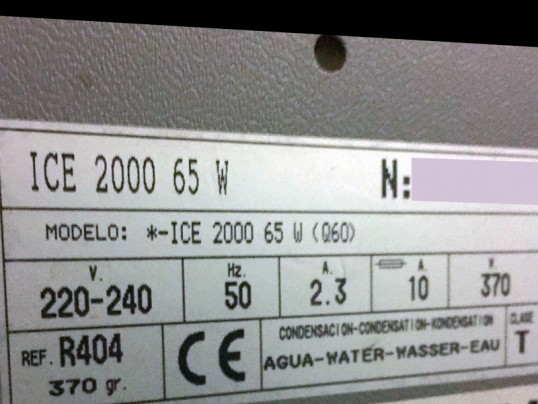 ICE 2000 65 W N:
MODELO: *-ICE 2000 65 W (Q60)
V. Hz. A. A. W.
220-240 50 2.3 10 370
REF. R404 CE CONDENSACION-CONDENSATION-KONDENSATION CLASE
370 gr. AGUA-WATER-WASSER-EAU T